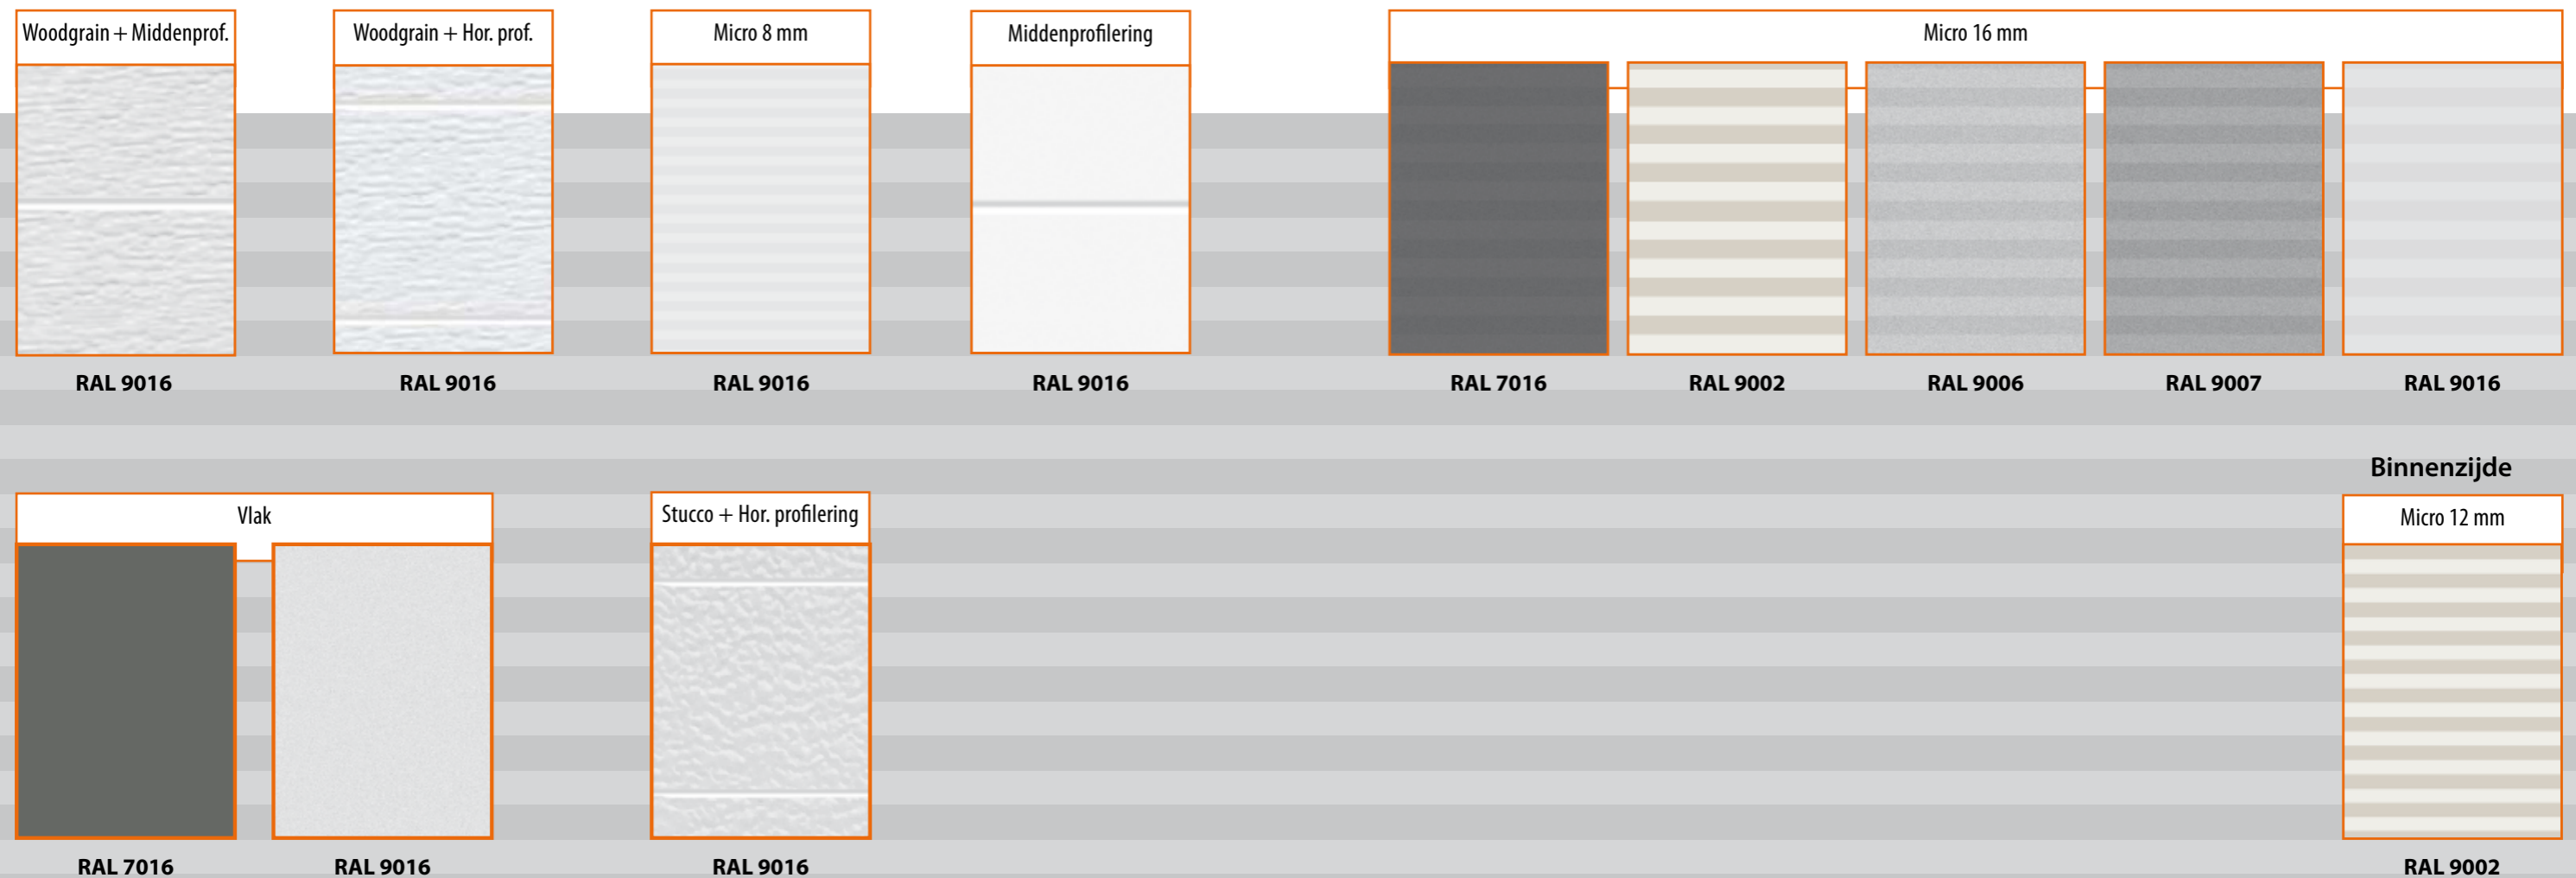 Woodgrain + Middenprof.
Woodgrain + Hor. prof.
Micro 8 mm
Middenprofilering
Micro 16 mm
RAL 9016
RAL 9016
RAL 9016
RAL 9016
RAL 7016
RAL 9002
RAL 9006
RAL 9007
RAL 9016
Binnenzijde
Vlak
Stucco + Hor. profilering
Micro 12 mm
RAL 7016
RAL 9016
RAL 9016
RAL 9002